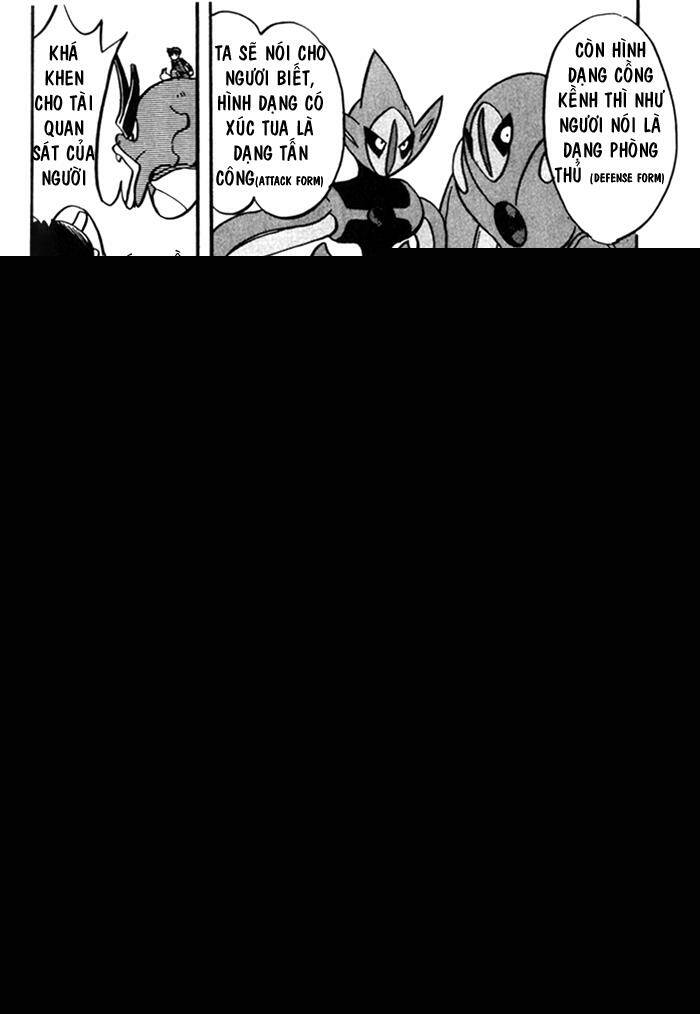 CÒN HÌNH
DẠNG CỒNG
KỀNH THÌ NHƯ
NGƯƠI NÓI LÀ
DẠNG PHÒNG
THỦ (DEFENSE FORM)
TA SẼ NÓI CHO
NGƯƠI BIẾT,
HÌNH DẠNG CÓ
XÚC TUA LÀ
DẠNG TẤN
CÔNG(ATTACK FORM)
KHÁ
KHEN
CHO TÀI
QUAN
SÁT CỦA
NGƯỜI